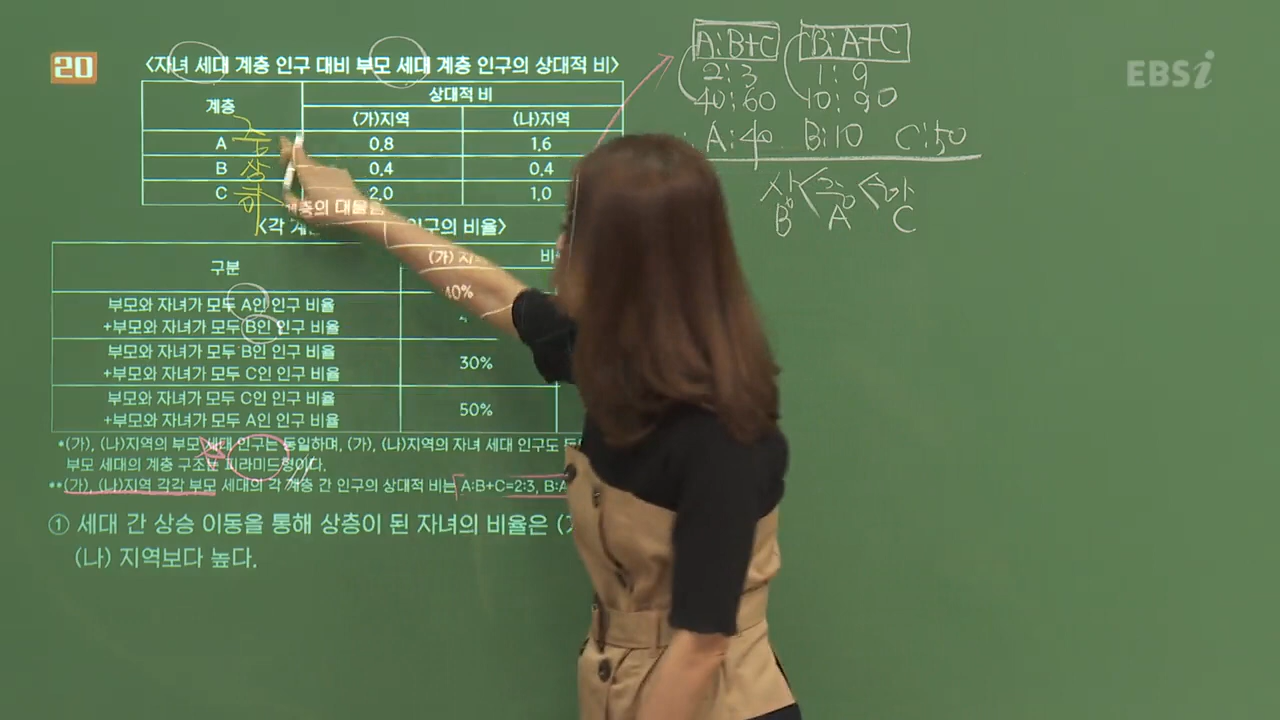 20
〈자녀 세대 계층 인구 대비 부모 세대 계층 인구의 상대적 비〉
계층
상대적 비
(가)지역 (나)지역
A 중 0.8 1.6
B 상 0.4 0.4
C 하 2.0 1.0
계층의
〈각 인구의 비율〉
구분
(가)
부모와 자녀가 모두 A인 인구 비율
+부모와 자녀가 모두 B인 인구 비율
40%
부모와 자녀가 모두 B인 인구 비율
+부모와 자녀가 모두 C인 인구 비율
30%
부모와 자녀가 모두 C인 인구 비율
+부모와 자녀가 모두 A인 인구 비율
50%
*(가), (나)지역의 부모 세대 인구는 동일하며, (가), (나)지역의 자녀 세대 인구도
부모 세대의 계층 구조는 피라미드형이다.
**(가), (나)지역 각각 부모 세대의 각 계층 간 인구의 상대적 비는 A:B+C=2:3, B:A
① 세대 간 상승 이동을 통해 상층이 된 자녀의 비율은
(나) 지역보다 높다.
A:B+C B:A+C
2:3 1:9
40:60 10:90
A:40 B:10 C:50
상<중<하
B A C
EBSi